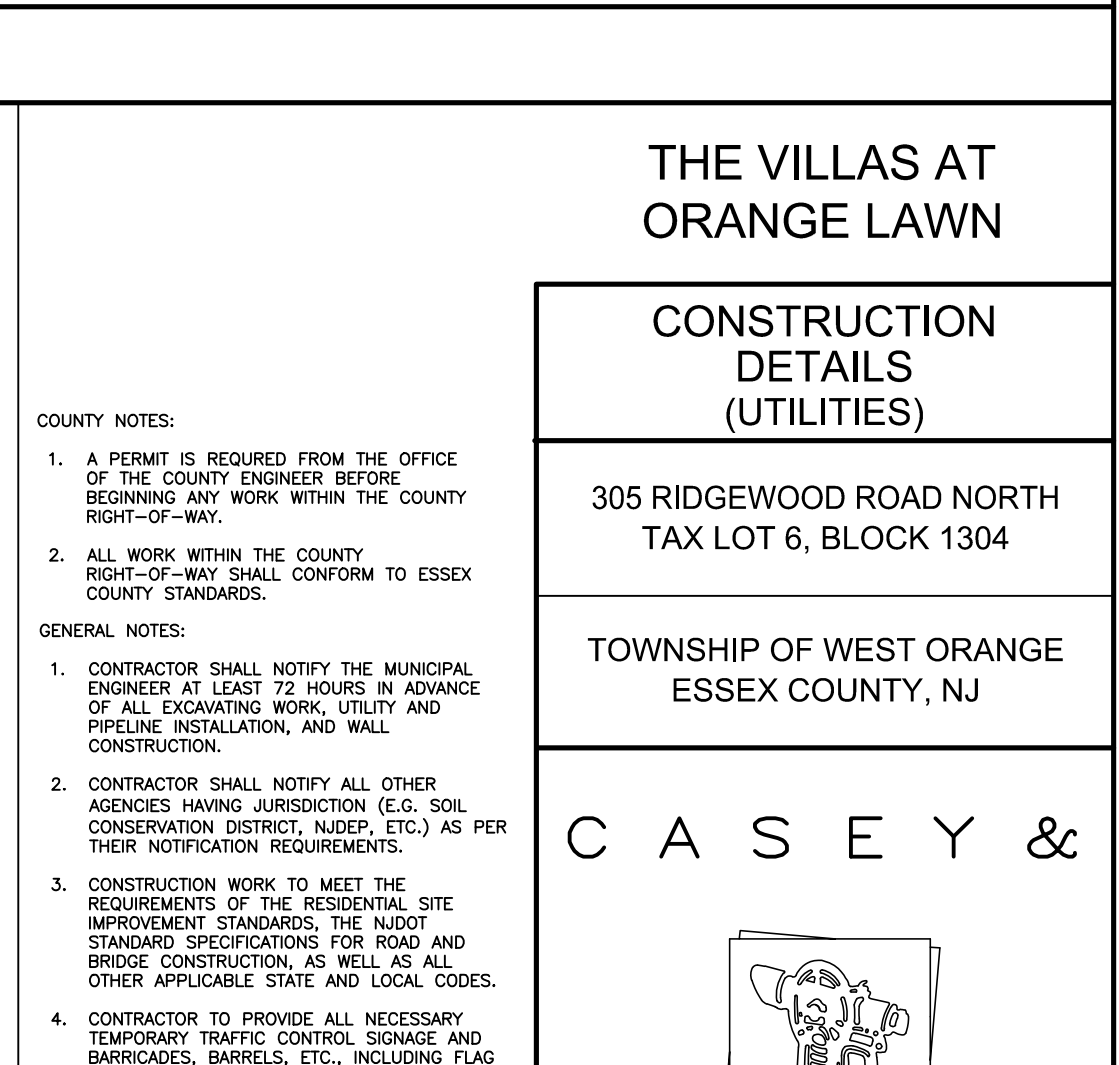 THE VILLAS AT
ORANGE LAWN
CONSTRUCTION
DETAILS
(UTILITIES)
305 RIDGEWOOD ROAD NORTH
TAX LOT 6, BLOCK 1304
TOWNSHIP OF WEST ORANGE
ESSEX COUNTY, NJ
C A S E Y &
COUNTY NOTES:
1. A PERMIT IS REQURED FROM THE OFFICE
OF THE COUNTY ENGINEER BEFORE
BEGINNING ANY WORK WITHIN THE COUNTY
RIGHT-OF-WAY.
2. ALL WORK WITHIN THE COUNTY
RIGHT-OF-WAY SHALL CONFORM TO ESSEX
COUNTY STANDARDS.
GENERAL NOTES:
1. CONTRACTOR SHALL NOTIFY THE MUNICIPAL
ENGINEER AT LEAST 72 HOURS IN ADVANCE
OF ALL EXCAVATING WORK, UTILITY AND
PIPELINE INSTALLATION, AND WALL
CONSTRUCTION.
2. CONTRACTOR SHALL NOTIFY ALL OTHER
AGENCIES HAVING JURISDICTION (E.G. SOIL
CONSERVATION DISTRICT, NJDEP, ETC.) AS PER
THEIR NOTIFICATION REQUIREMENTS.
3. CONSTRUCTION WORK TO MEET THE
REQUIREMENTS OF THE RESIDENTIAL SITE
IMPROVEMENT STANDARDS, THE NJDOT
STANDARD SPECIFICATIONS FOR ROAD AND
BRIDGE CONSTRUCTION, AS WELL AS ALL
OTHER APPLICABLE STATE AND LOCAL CODES.
4. CONTRACTOR TO PROVIDE ALL NECESSARY
TEMPORARY TRAFFIC CONTROL SIGNAGE AND
BARRICADES, BARRELS, ETC., INCLUDING FLAG